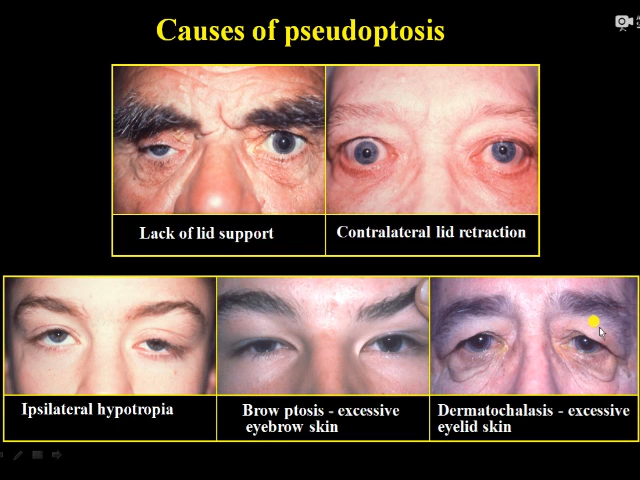 Causes of pseudoptosis
Lack of lid support
Contralateral lid retraction
Ipsilateral hypotropia
Brow ptosis - excessive
eyebrow skin
Dermatochalasis - excessive
eyelid skin